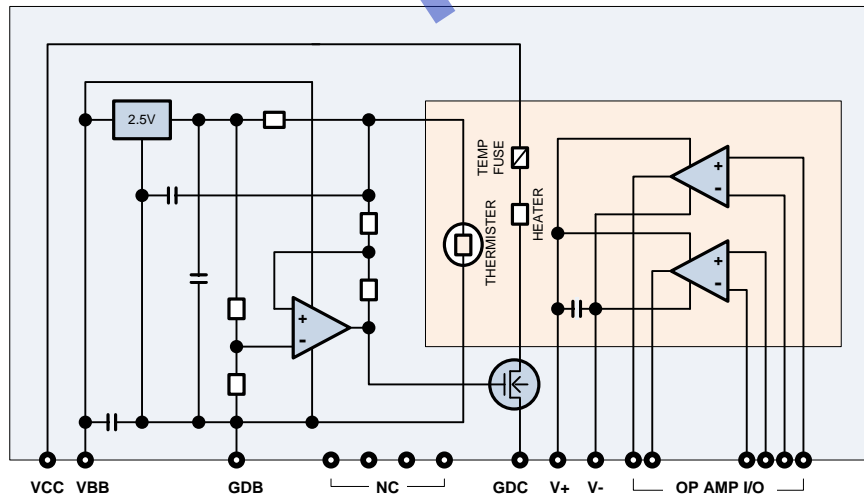 2.5V
TEMP
FUSE
HEATER
THERMISTER
+
-
+
-
+
-
VCC
VBB
GDB
NC
GDC
V+
V-
OP AMP I/O